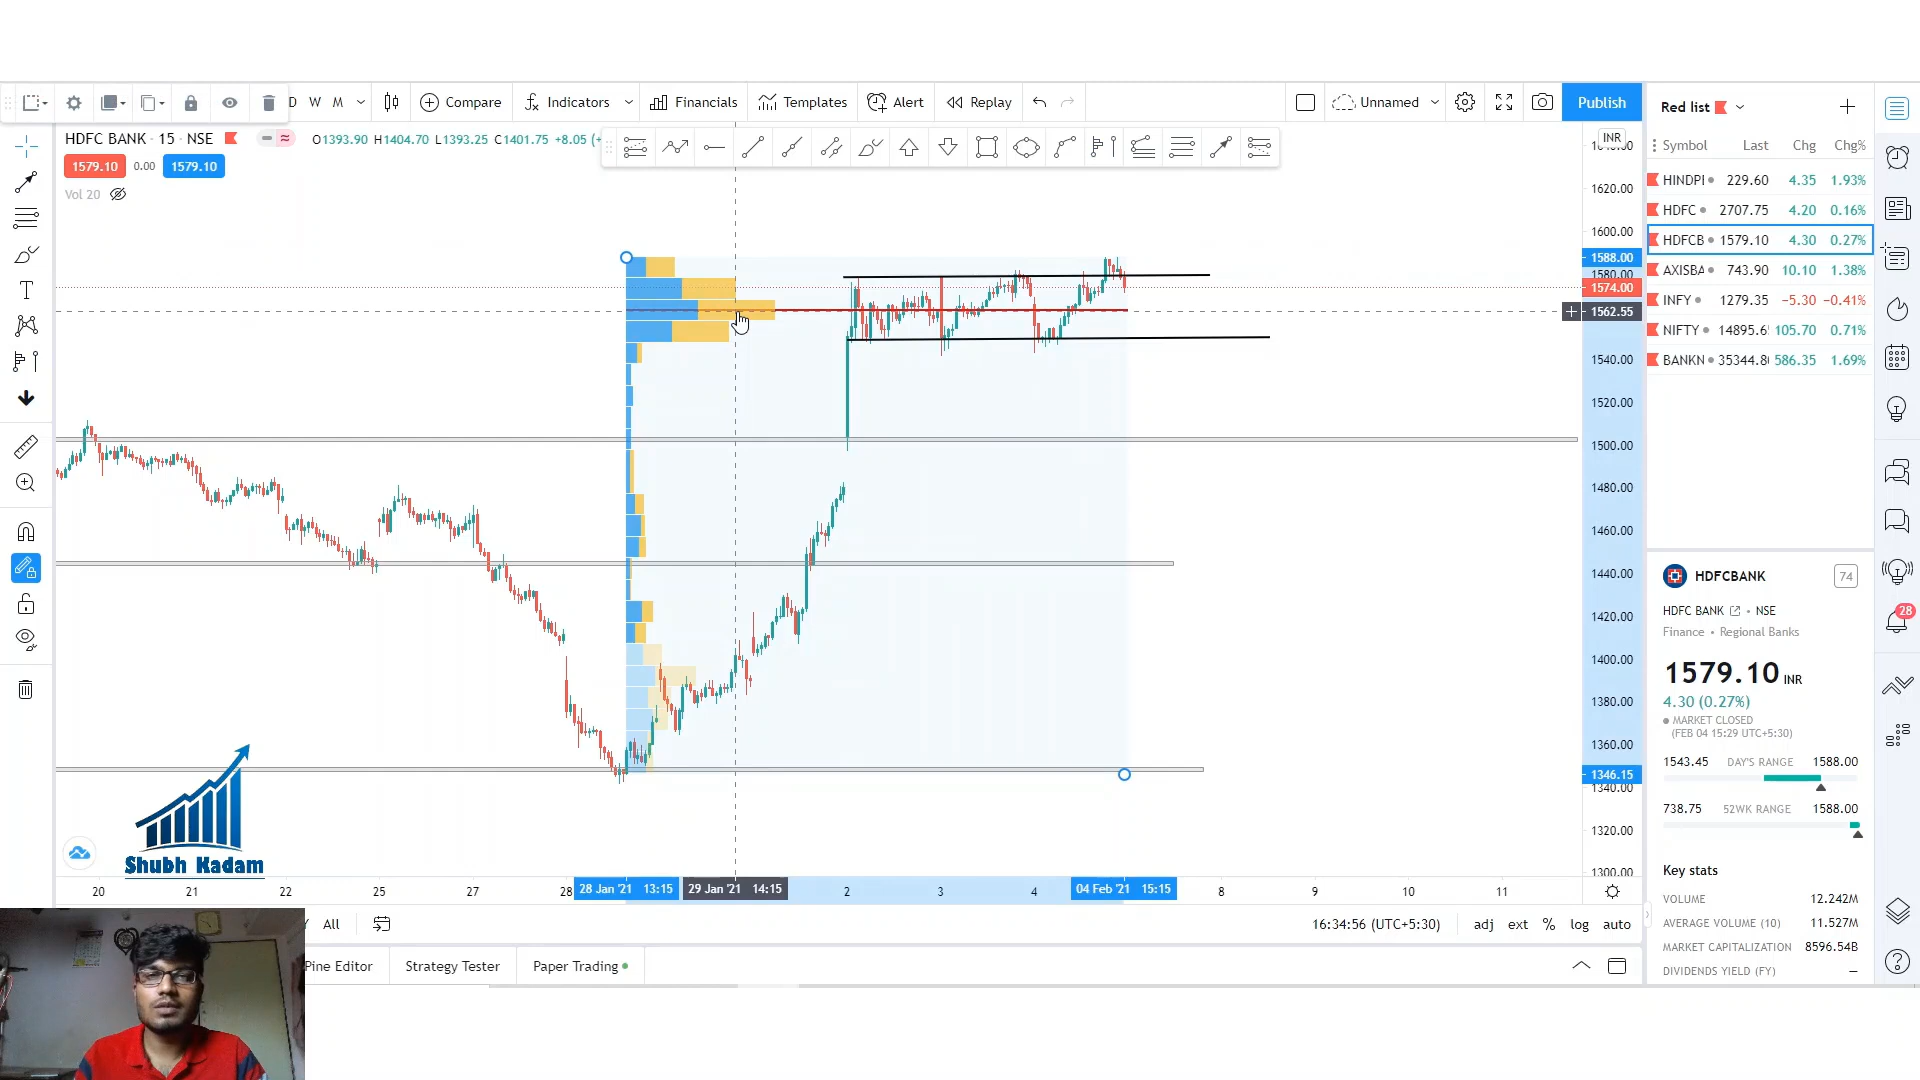 D W M Compare Indicators Financials Templates Alert Replay Unnamed Publish
HDFC BANK · 15 · NSE O1393.90 H1404.70 L1393.25 C1401.75 +8.05
1579.10 0.00 1579.10
Vol 20
INR
1620.00
1600.00
1588.00
1580.00
1574.00
1562.55
1540.00
1520.00
1500.00
1480.00
1460.00
1440.00
1420.00
1400.00
1380.00
1360.00
1346.15
1340.00
1320.00
1300.00
Shubh Kadam
20 21 22 25 27 28 28 Jan '21 13:15 29 Jan '21 14:15 2 3 4 04 Feb '21 15:15 8 9 10 11
All 16:34:56 (UTC+5:30) adj ext % log auto
Pine Editor Strategy Tester Paper Trading
Red list
Symbol Last Chg Chg%
HINDPI 229.60 4.35 1.93%
HDFC 2707.75 4.20 0.16%
HDFCB 1579.10 4.30 0.27%
AXISBA 743.90 10.10 1.38%
INFY 1279.35 −5.30 −0.41%
NIFTY 14895.6 105.70 0.71%
BANKN 35344.8 586.35 1.69%
HDFCBANK 74
HDFC BANK • NSE
Finance • Regional Banks
1579.10 INR
4.30 (0.27%)
MARKET CLOSED
(FEB 04 15:29 UTC+5:30)
1543.45 DAY'S RANGE 1588.00
738.75 52WK RANGE 1588.00
Key stats
VOLUME 12.242M
AVERAGE VOLUME (10) 11.527M
MARKET CAPITALIZATION 8596.54B
DIVIDENDS YIELD (FY) —
28